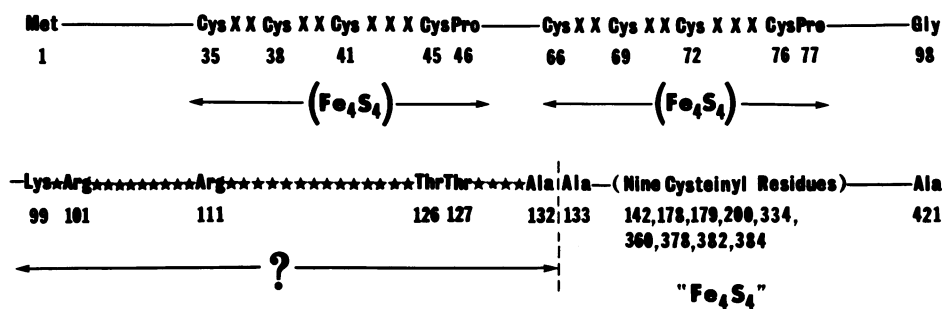 Met Cys X X Cys X X Cys X X X Cys Pro Cys X X Cys X X Cys X X X Cys Pro Gly
1 35 38 41 45 46 66 69 72 76 77 98
(Fe4S4) (Fe4S4)
Lys★Arg★★★★★★★★★Arg★★★★★★★★★★★★★★ThrThr★★★★Ala Ala (Nine Cysteinyl Residues) Ala
99 101 111 126 127 132 133 142,178,179,200,334, 421
360,378,382,384
?
"Fe4S4"